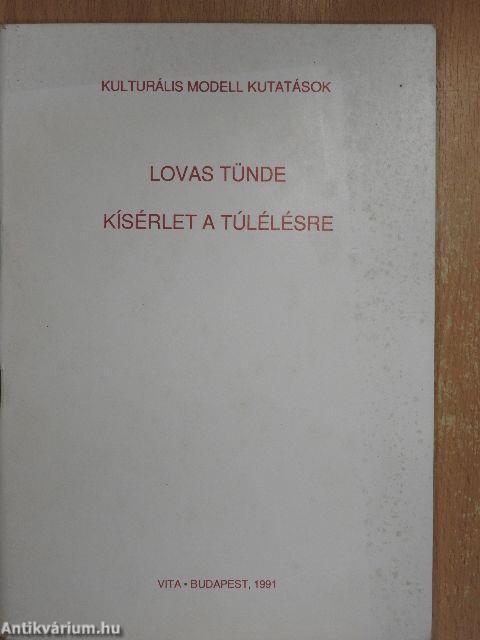 KULTURÁLIS MODELL KUTATÁSOK
LOVAS TÜNDE
KÍSÉRLET A TÚLÉLÉSRE
VITA • BUDAPEST, 1991
Antikvárium.hu